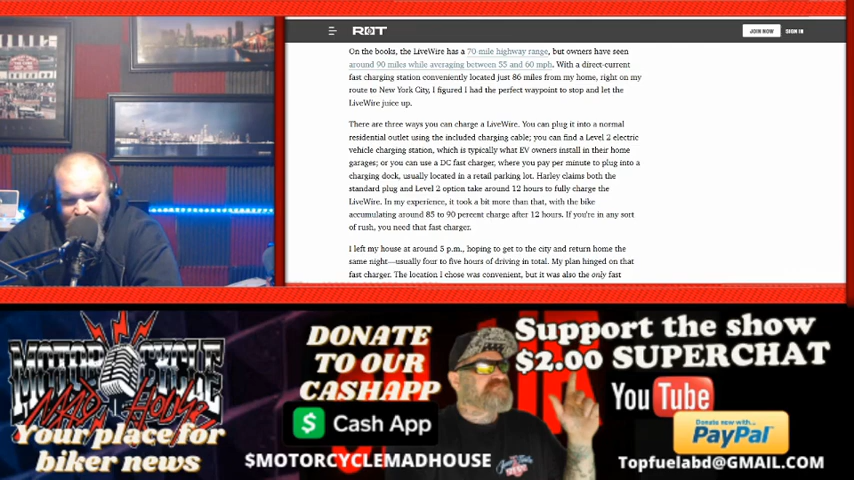 R T
JOIN NOW SIGN IN
On the books, the LiveWire has a 70-mile highway range, but owners have seen
around 90 miles while averaging between 55 and 60 mph. With a direct-current
fast charging station conveniently located just 86 miles from my home, right on my
route to New York City, I figured I had the perfect waypoint to stop and let the
LiveWire juice up.
There are three ways you can charge a LiveWire. You can plug it into a normal
residential outlet using the included charging cable; you can find a Level 2 electric
vehicle charging station, which is typically what EV owners install in their home
garages; or you can use a DC fast charger, where you pay per minute to plug into a
charging dock, usually located in a retail parking lot. Harley claims both the
standard plug and Level 2 option take around 12 hours to fully charge the
LiveWire. In my experience, it took a bit more than that, with the bike
accumulating around 85 to 90 percent charge after 12 hours. If you're in any sort
of rush, you need that fast charger.
I left my house at around 5 p.m., hoping to get to the city and return home the
same night—usually four to five hours of driving in total. My plan hinged on that
fast charger. The location I chose was convenient, but it was also the only fast
MOTORCYCLE
MAD HOUSE
Your place for
biker news
DONATE
TO OUR
CASHAPP
$ Cash App
$MOTORCYCLEMADHOUSE
Support the show
$2.00 SUPERCHAT
YouTube
Donate now with...
PayPal
Topfuelabd@GMAIL.COM